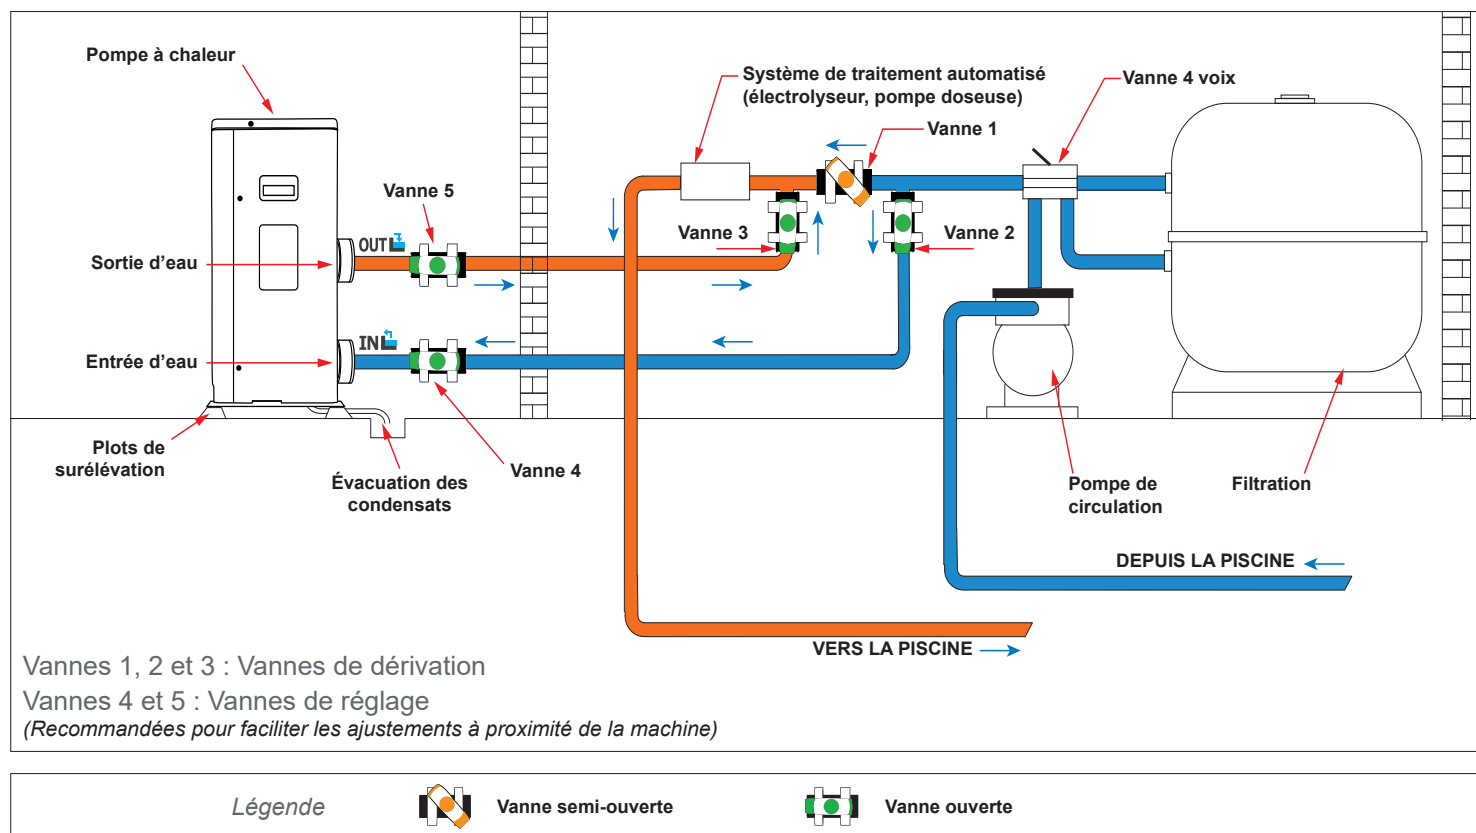 Pompe à chaleur
Système de traitement automatisé
(électrolyseur, pompe doseuse)
Vanne 4 voix
Vanne 1
Vanne 5
Vanne 3
Vanne 2
OUT
Sortie d'eau
IN
Entrée d'eau
Plots de
surélévation
Évacuation des
condensats
Vanne 4
Pompe de
circulation
Filtration
DEPUIS LA PISCINE
VERS LA PISCINE
Vannes 1, 2 et 3 : Vannes de dérivation
Vannes 4 et 5 : Vannes de réglage
(Recommandées pour faciliter les ajustements à proximité de la machine)
Légende
Vanne semi-ouverte
Vanne ouverte